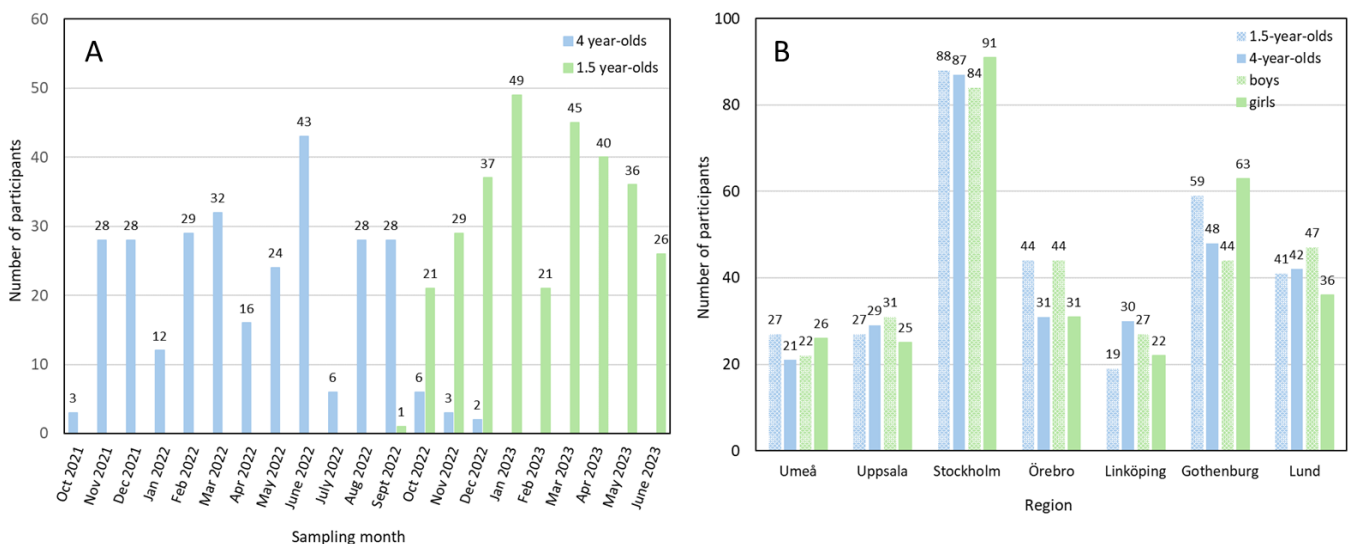 A
4 year-olds
1.5 year-olds
Number of participants
60
50
40
30
20
10
0
3
28
28
12
29
32
16
24
43
6
28
28
1
6
21
3
29
2
37
49
21
45
40
36
26
Oct 2021
Nov 2021
Dec 2021
Jan 2022
Feb 2022
Mar 2022
Apr 2022
May 2022
June 2022
July 2022
Aug 2022
Sept 2022
Oct 2022
Nov 2022
Dec 2022
Jan 2023
Feb 2023
Mar 2023
Apr 2023
May 2023
June 2023
Sampling month
B
1.5-year-olds
4-year-olds
boys
girls
Number of participants
100
80
60
40
20
0
27
21
22
26
27
29
31
25
88
87
84
91
44
31
44
31
19
30
27
22
59
48
44
63
41
42
47
36
Umeå
Uppsala
Stockholm
Örebro
Linköping
Gothenburg
Lund
Region